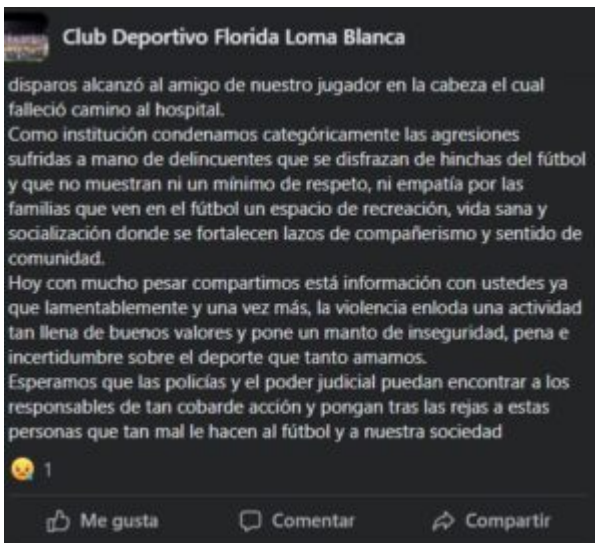 Club Deportivo Florida Loma Blanca
disparos alcanzó al amigo de nuestro jugador en la cabeza el cual
falleció camino al hospital.
Como institución condenamos categóricamente las agresiones
sufridas a mano de delincuentes que se disfrazan de hinchas del fútbol
y que no muestran ni un mínimo de respeto, ni empatía por las
familias que ven en el fútbol un espacio de recreación, vida sana y
socialización donde se fortalecen lazos de compañerismo y sentido de
comunidad.
Hoy con mucho pesar compartimos está información con ustedes ya
que lamentablemente y una vez más, la violencia enloda una actividad
tan llena de buenos valores y pone un manto de inseguridad, pena e
incertidumbre sobre el deporte que tanto amamos.
Esperamos que las policías y el poder judicial puedan encontrar a los
responsables de tan cobarde acción y pongan tras las rejas a estas
personas que tan mal le hacen al fútbol y a nuestra sociedad
1
Me gusta Comentar Compartir